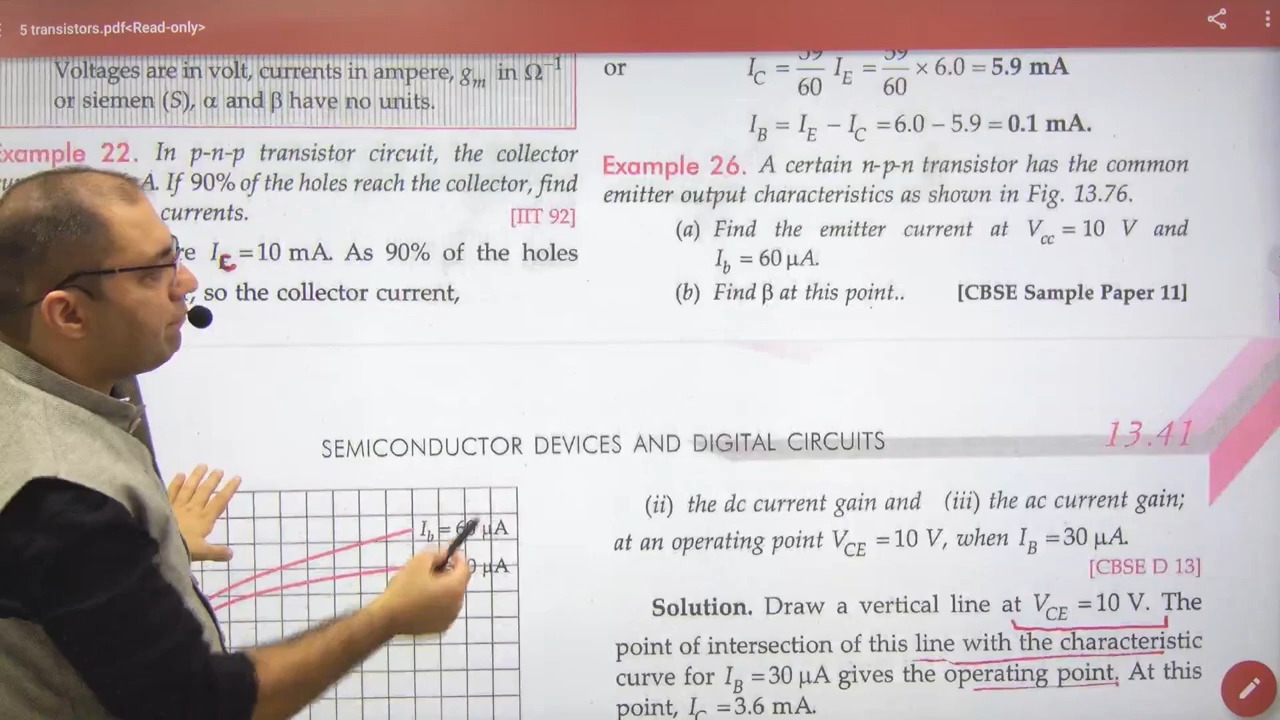 5 transistors.pdf<Read-only>
Voltages are in volt, currents in ampere, gm in Ω⁻¹
or siemen (S), α and β have no units.
Example 22. In p-n-p transistor circuit, the collector
A. If 90% of the holes reach the collector, find
currents. [IIT 92]
I_E = 10 mA. As 90% of the holes
, so the collector current,
or I_C = 59/60 I_E = 59/60 × 6.0 = 5.9 mA
I_B = I_E − I_C = 6.0 − 5.9 = 0.1 mA.
Example 26. A certain n-p-n transistor has the common
emitter output characteristics as shown in Fig. 13.76.
(a) Find the emitter current at V_cc = 10 V and
I_b = 60 μA.
(b) Find β at this point.. [CBSE Sample Paper 11]
SEMICONDUCTOR DEVICES AND DIGITAL CIRCUITS 13.41
I_b = 60 μA
μA
(ii) the dc current gain and (iii) the ac current gain;
at an operating point V_CE = 10 V, when I_B = 30 μA.
[CBSE D 13]
Solution. Draw a vertical line at V_CE = 10 V. The
point of intersection of this line with the characteristic
curve for I_B = 30 μA gives the operating point. At this
point, I_C = 3.6 mA.